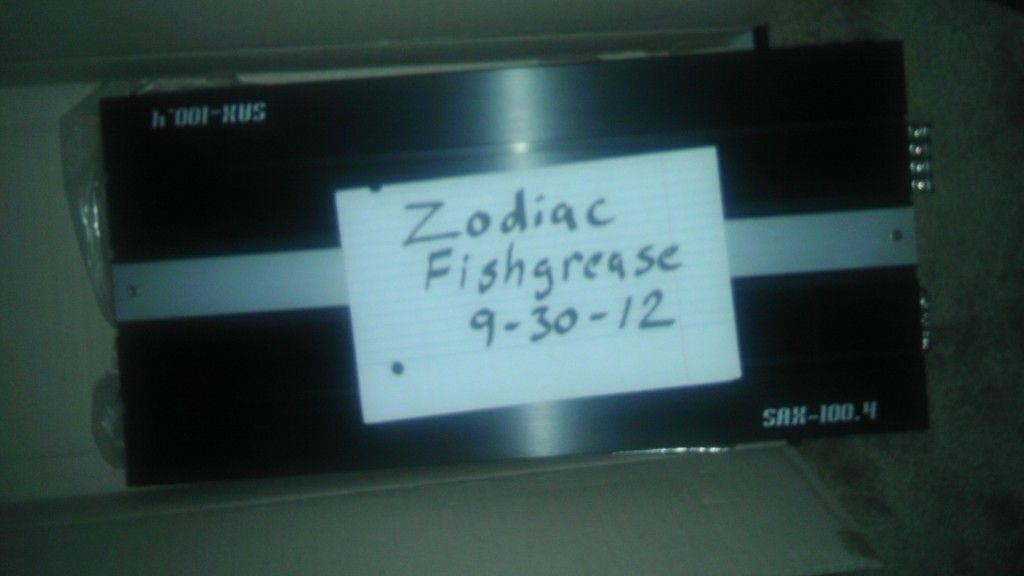 SAX-100.4
Zodiac
Fishgrease
9-30-12
SAX-100.4